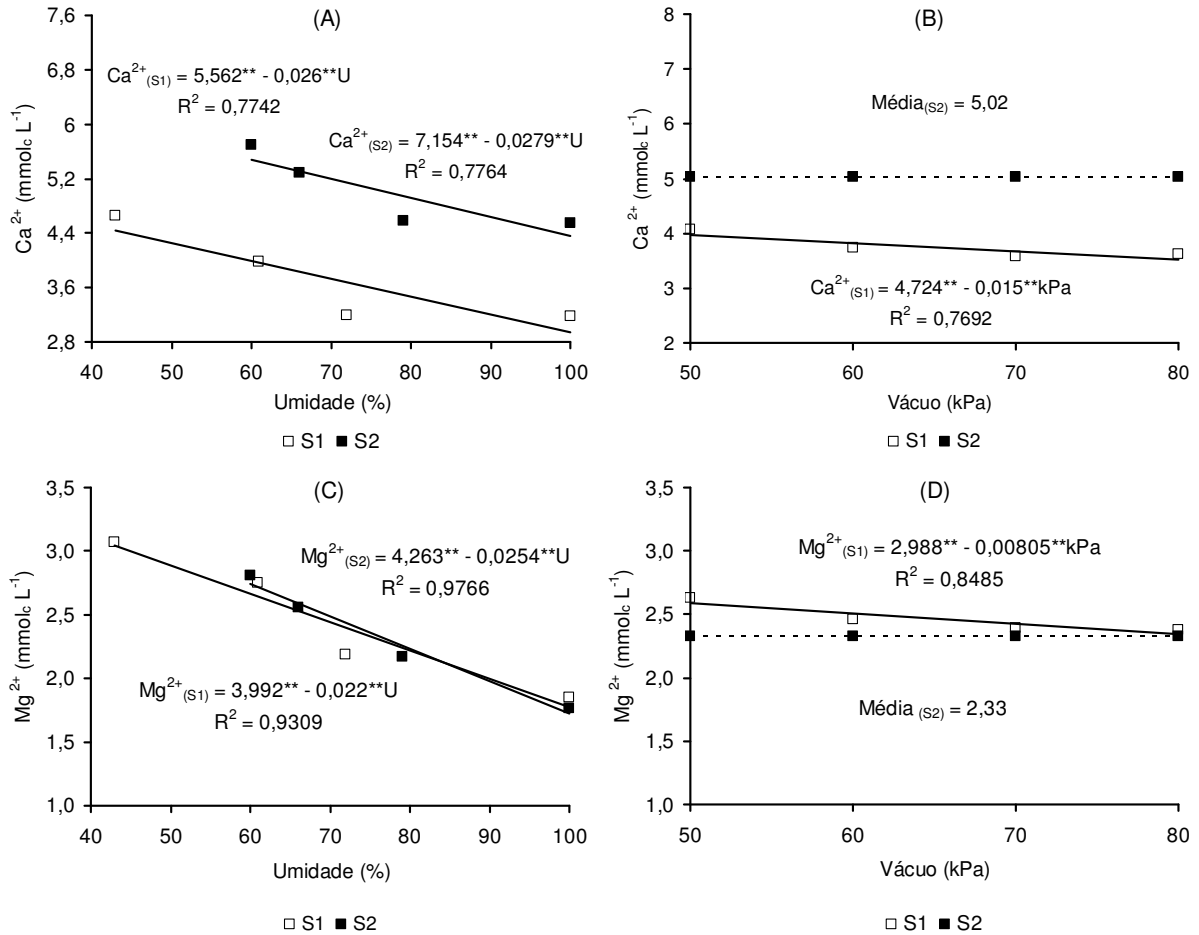 (A)
7,6
6,8
6
5,2
4,4
3,6
2,8
Ca²⁺ (mmol꜀ L⁻¹)
Ca²⁺(S1) = 5,562** - 0,026**U
R² = 0,7742
Ca²⁺(S2) = 7,154** - 0,0279**U
R² = 0,7764
40 50 60 70 80 90 100
Umidade (%)
□ S1 ■ S2
(B)
8
7
6
5
4
3
2
Ca²⁺ (mmol꜀ L⁻¹)
Média(S2) = 5,02
Ca²⁺(S1) = 4,724** - 0,015**kPa
R² = 0,7692
50 60 70 80
Vácuo (kPa)
□ S1 ■ S2
(C)
3,5
3,0
2,5
2,0
1,5
1,0
Mg²⁺ (mmol꜀ L⁻¹)
Mg²⁺(S2) = 4,263** - 0,0254**U
R² = 0,9766
Mg²⁺(S1) = 3,992** - 0,022**U
R² = 0,9309
40 50 60 70 80 90 100
Umidade (%)
□ S1 ■ S2
(D)
3,5
3,0
2,5
2,0
1,5
1,0
Mg²⁺ (mmol꜀ L⁻¹)
Mg²⁺(S1) = 2,988** - 0,00805**kPa
R² = 0,8485
Média (S2) = 2,33
50 60 70 80
Vácuo (kPa)
□ S1 ■ S2